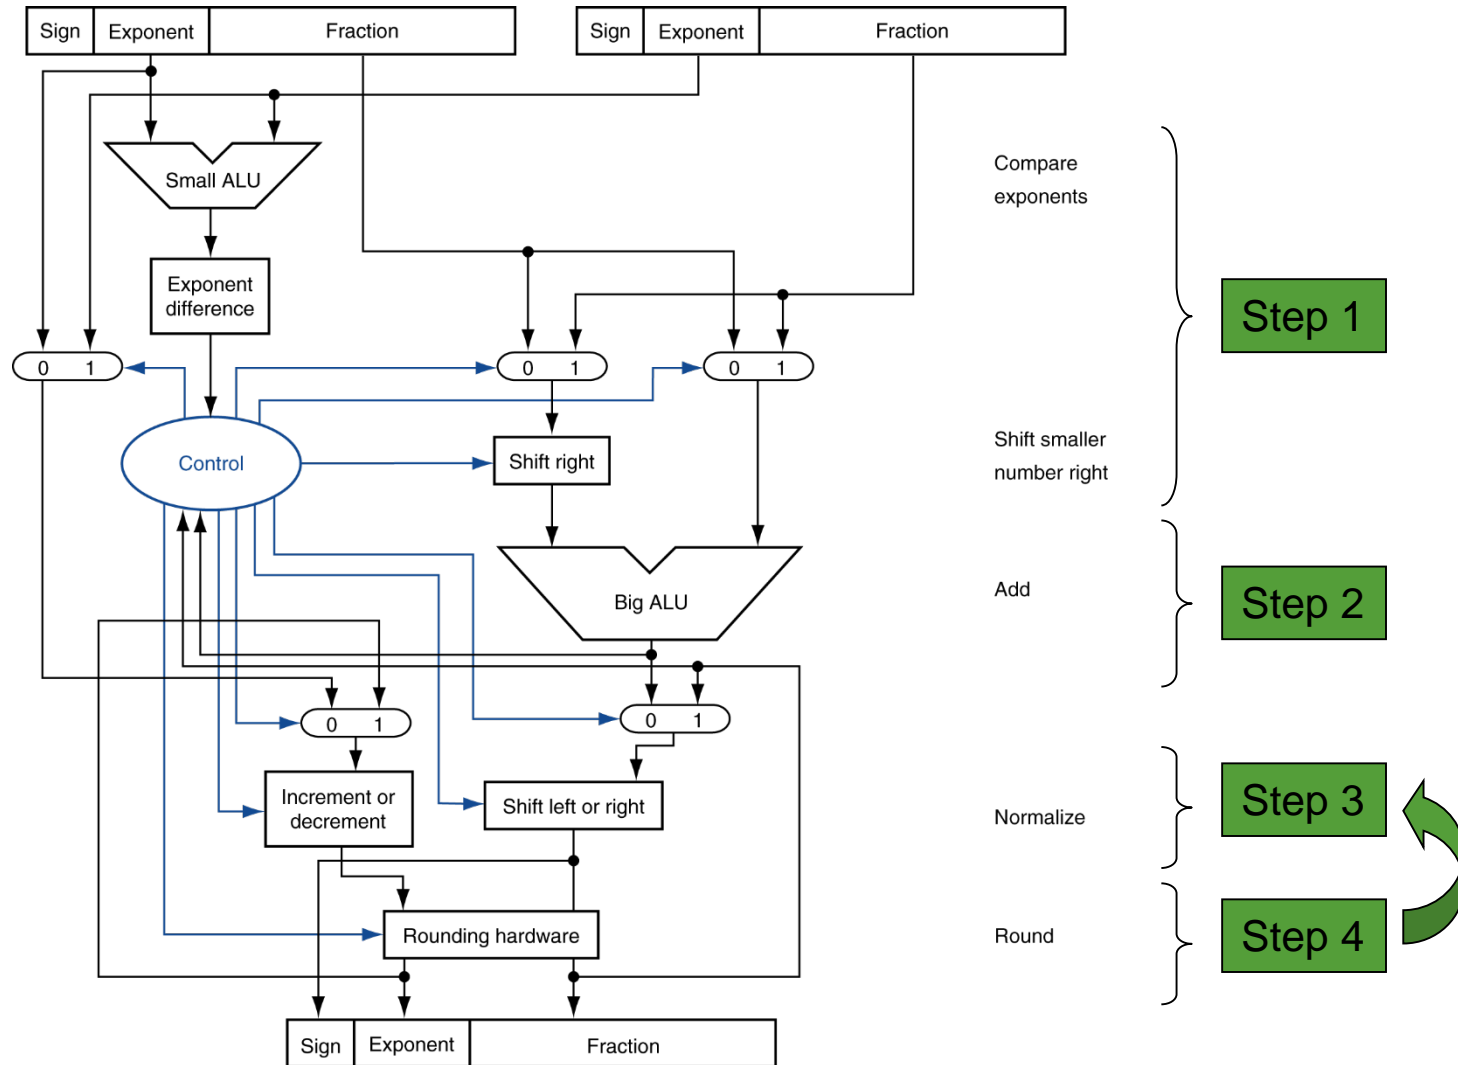 Sign Exponent Fraction
Sign Exponent Fraction
Small ALU
Compare
exponents
Exponent
difference
Step 1
0 1
0 1
0 1
Control
Shift right
Shift smaller
number right
Big ALU
Add
Step 2
0 1
0 1
Increment or
decrement
Shift left or right
Normalize
Step 3
Rounding hardware
Round
Step 4
Sign Exponent Fraction